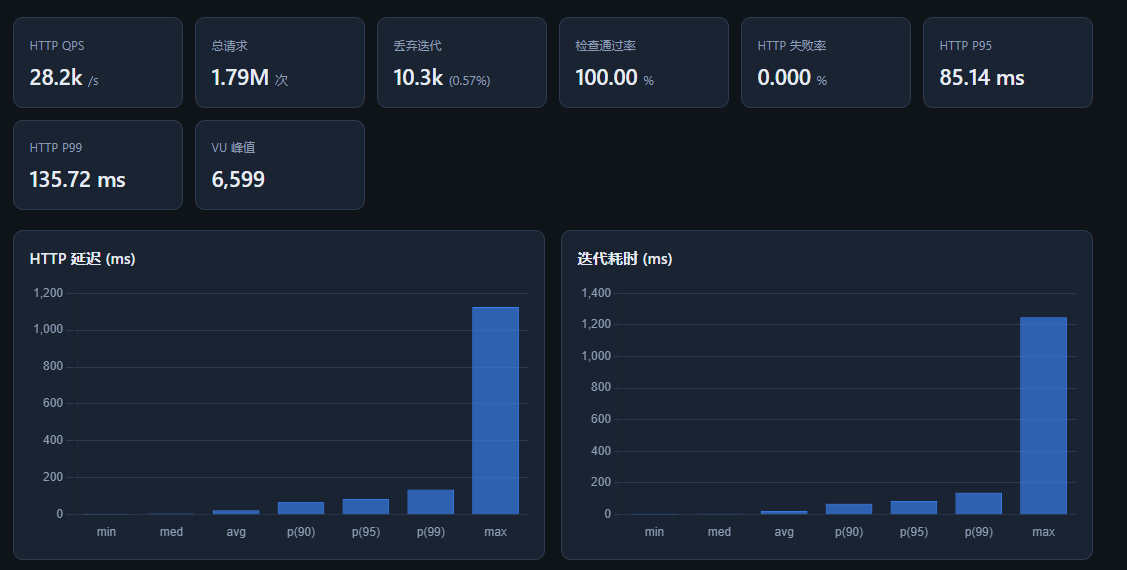 HTTP QPS
28.2k /s
总请求
1.79M 次
丢弃迭代
10.3k (0.57%)
检查通过率
100.00 %
HTTP 失败率
0.000 %
HTTP P95
85.14 ms
HTTP P99
135.72 ms
VU 峰值
6,599
HTTP 延迟 (ms)
1,200
1,000
800
600
400
200
0
min med avg p(90) p(95) p(99) max
迭代耗时 (ms)
1,400
1,200
1,000
800
600
400
200
0
min med avg p(90) p(95) p(99) max